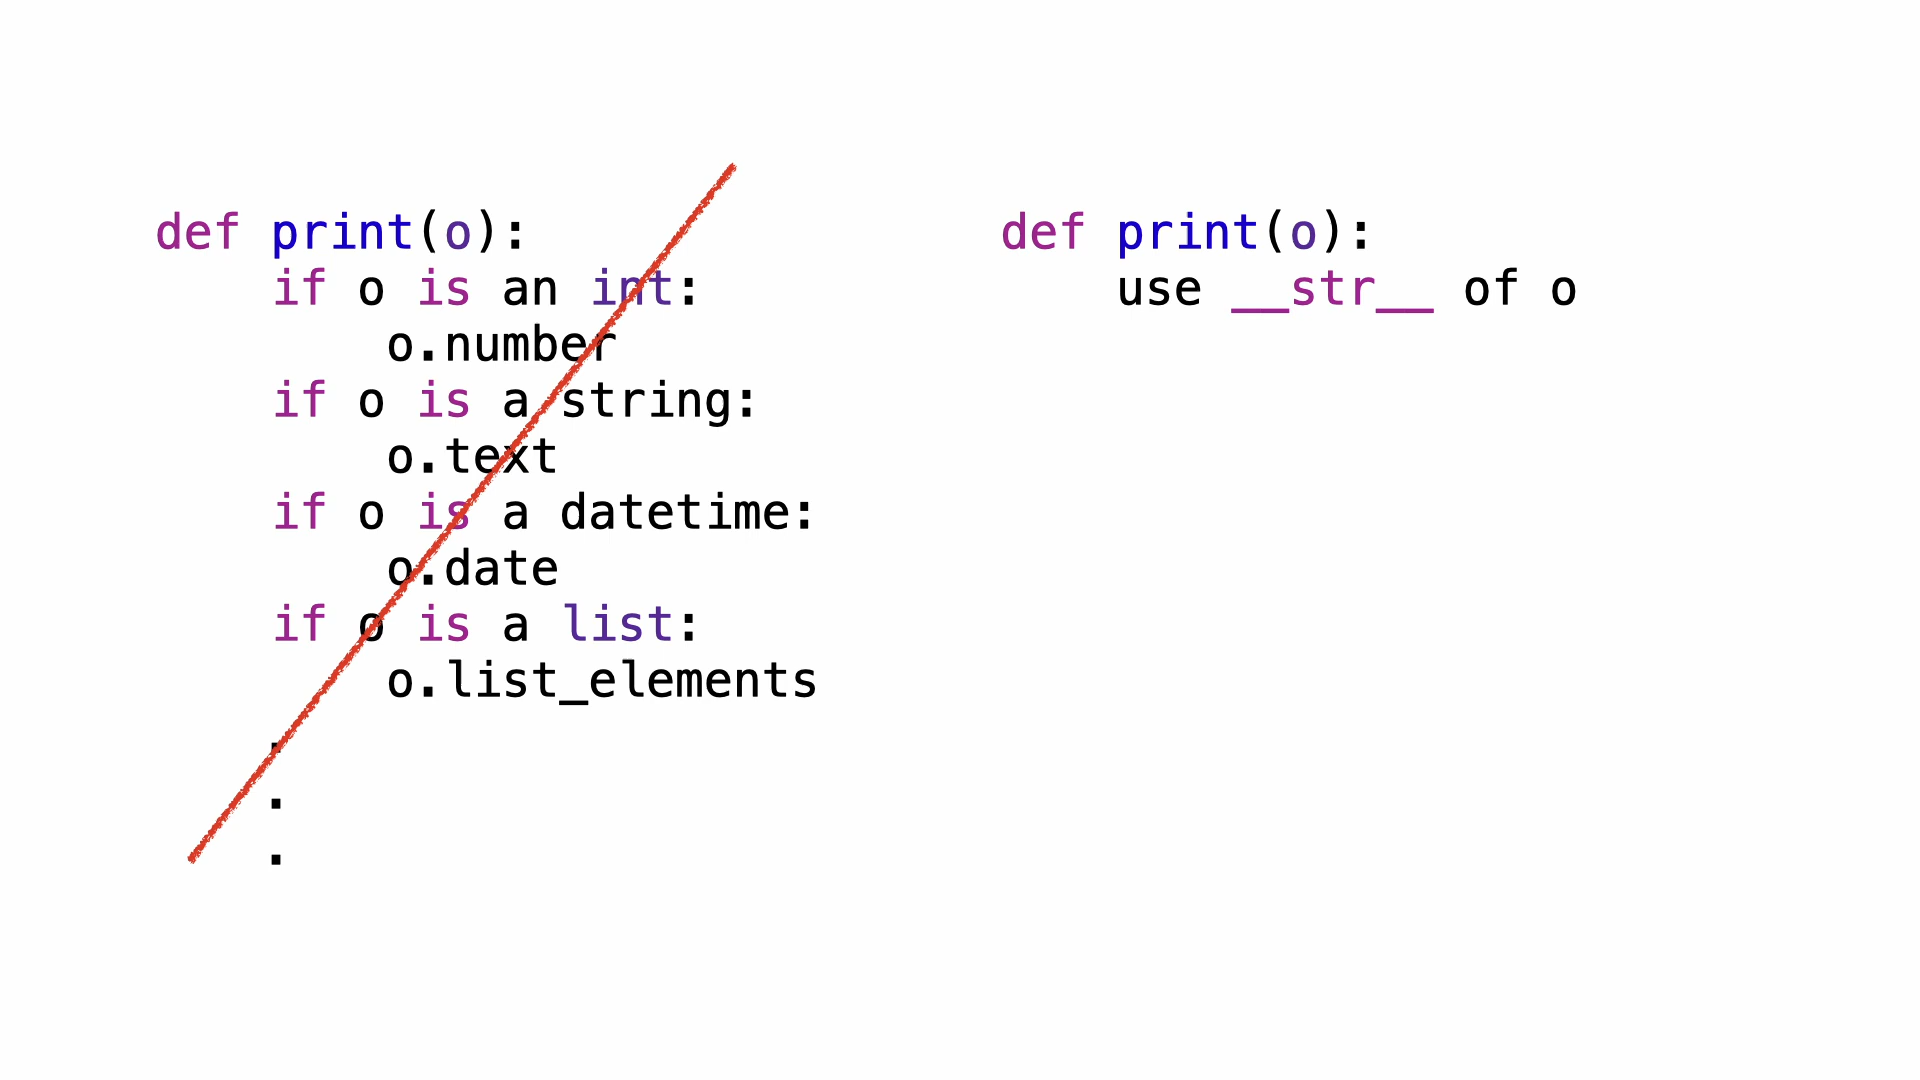 def print(o):
    if o is an int:
        o.number
    if o is a string:
        o.text
    if o is a datetime:
        o.date
    if o is a list:
        o.list_elements
    .
    .
    .
def print(o):
    use __str__ of o